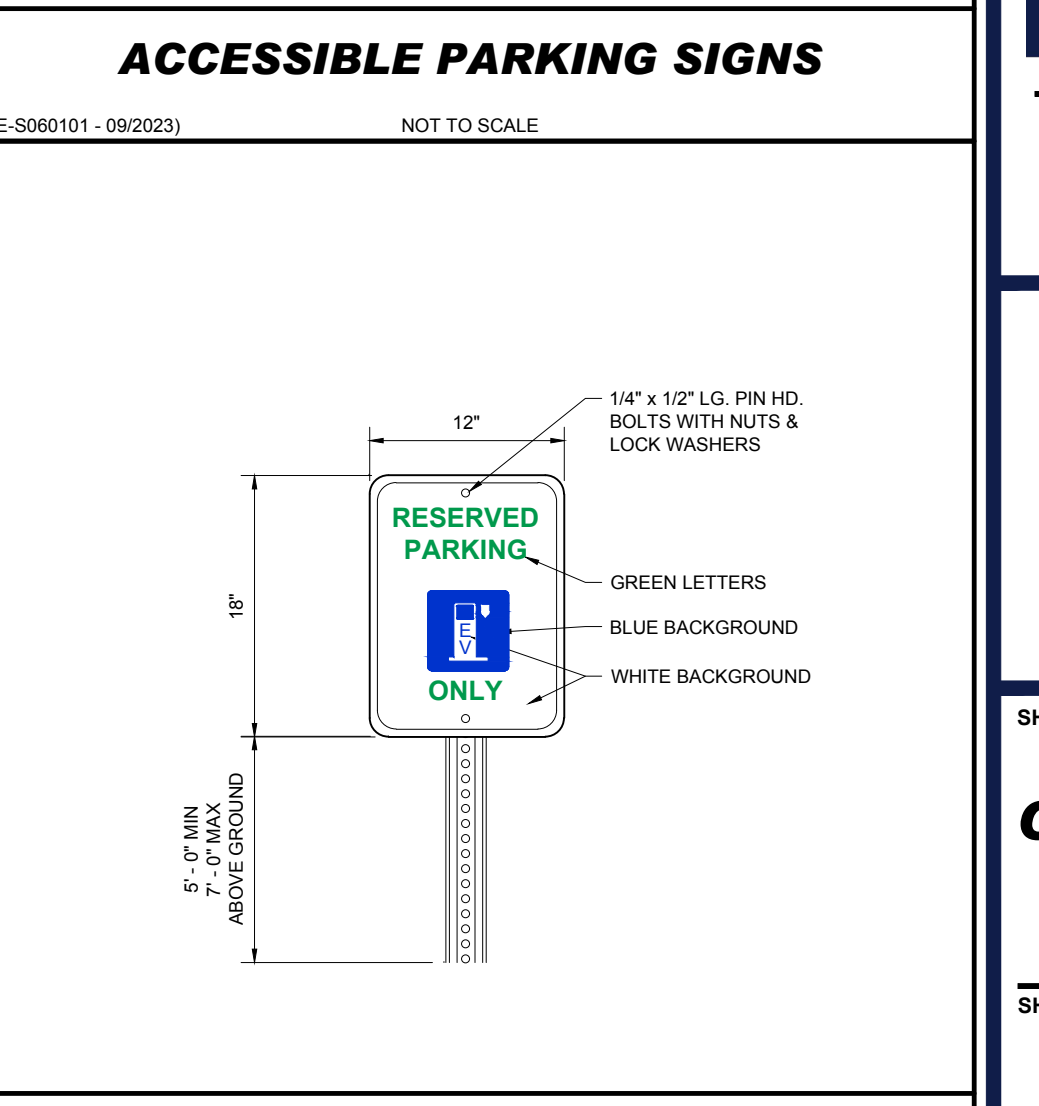 ACCESSIBLE PARKING SIGNS
E-S060101 - 09/2023)
NOT TO SCALE
12"
1/4" x 1/2" LG. PIN HD.
BOLTS WITH NUTS &
LOCK WASHERS
RESERVED
PARKING
GREEN LETTERS
18"
E
V
BLUE BACKGROUND
WHITE BACKGROUND
ONLY
5' - 0" MIN
7' - 0" MAX
ABOVE GROUND